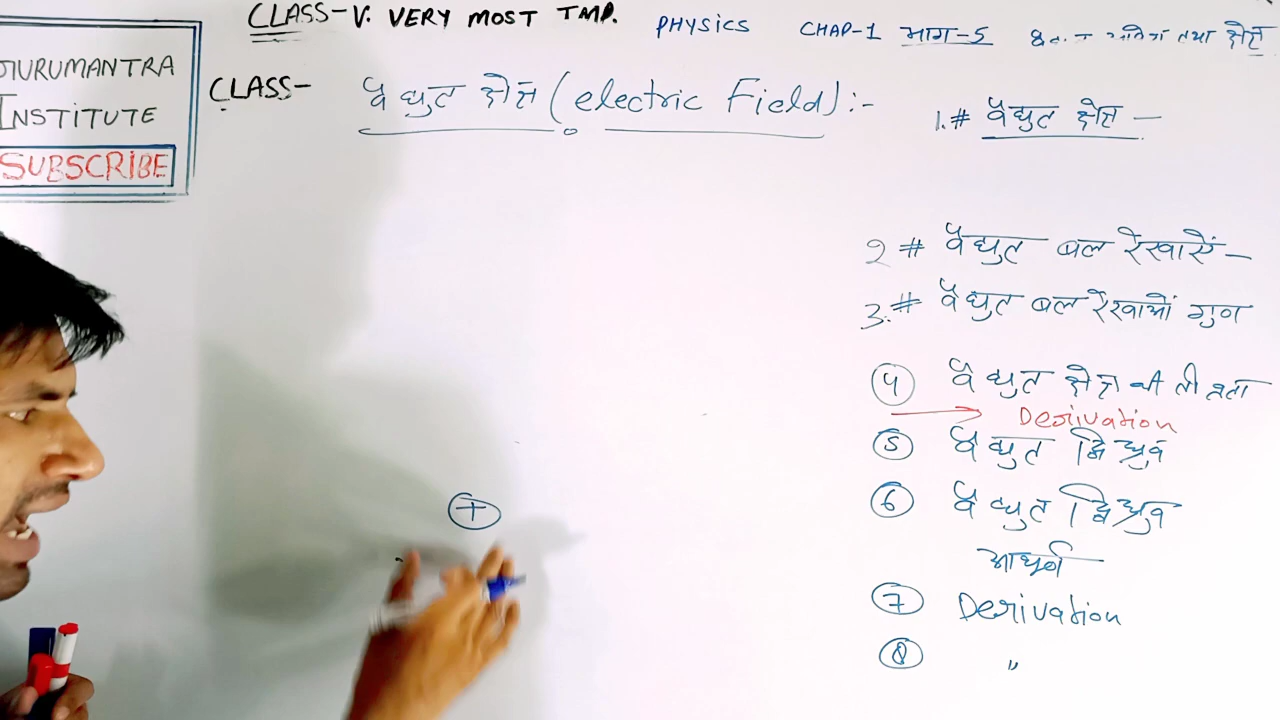 CLASS-V. VERY MOST IMP. PHYSICS CHAP-1 भाग-5 तथा क्षेत्र
GURUMANTRA
INSTITUTE
SUBSCRIBE
CLASS- वैद्युत क्षेत्र (electric Field) :-
1.# वैद्युत क्षेत्र -
2 # वैद्युत बल रेखायें -
3.# वैद्युत बल रेखाओं गुण
4 वैद्युत क्षेत्र की तीव्रता
→ Derivation
5 वैद्युत द्विध्रुव
6 वैद्युत द्विध्रुव
आघूर्ण
7 Derivation
8 "
+